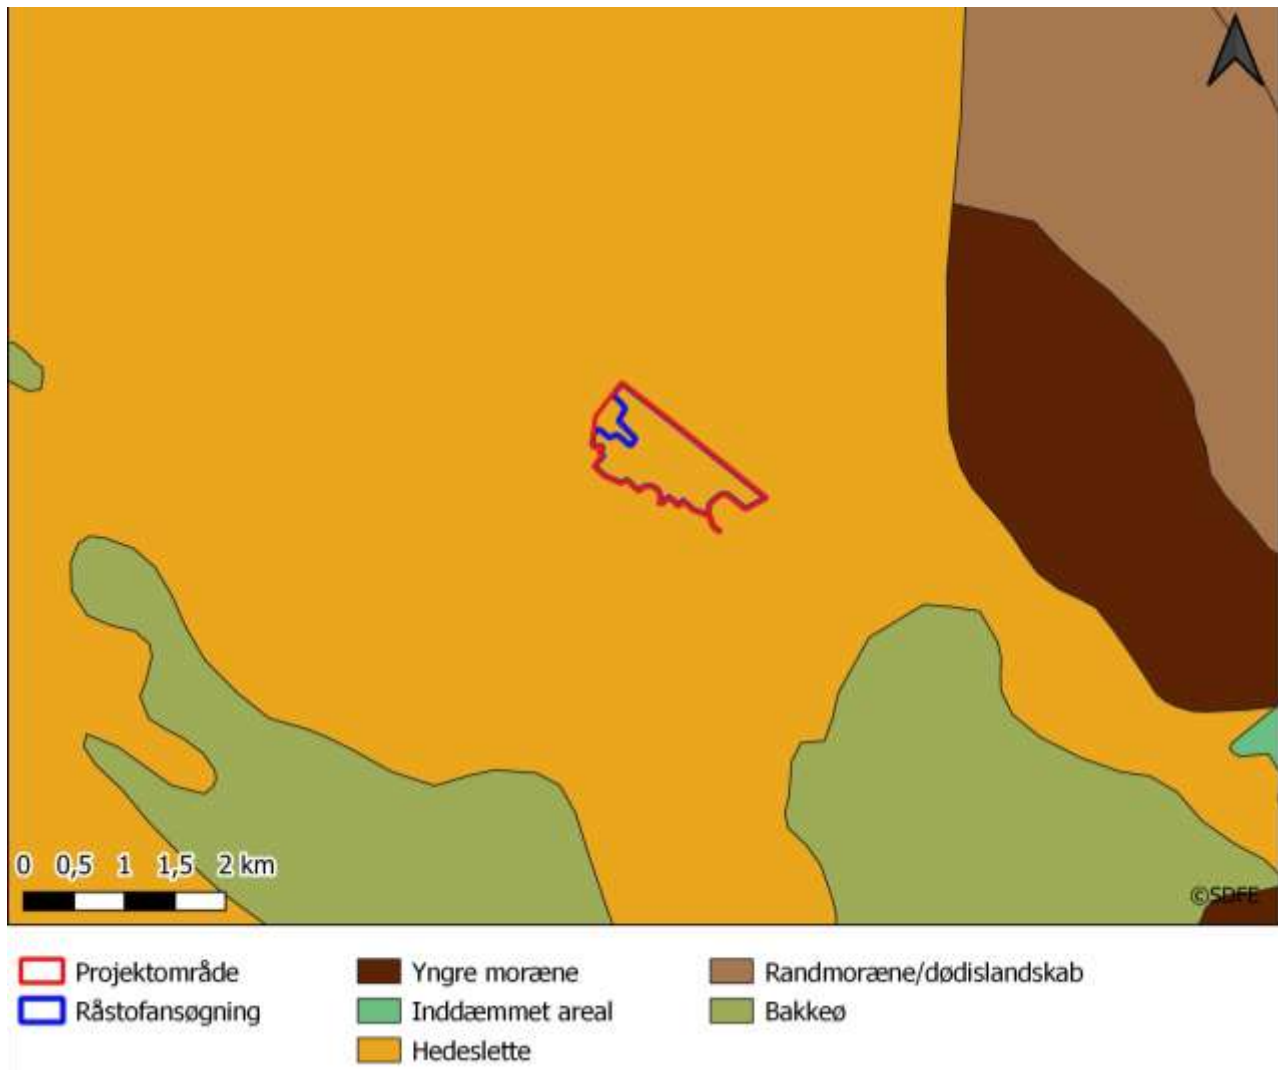 0 0,5 1 1,5 2 km
©SDFE
Projektområde
Yngre moræne
Randmoræne/dødislandskab
Råstofansøgning
Inddæmmet areal
Bakkeø
Hedeslette